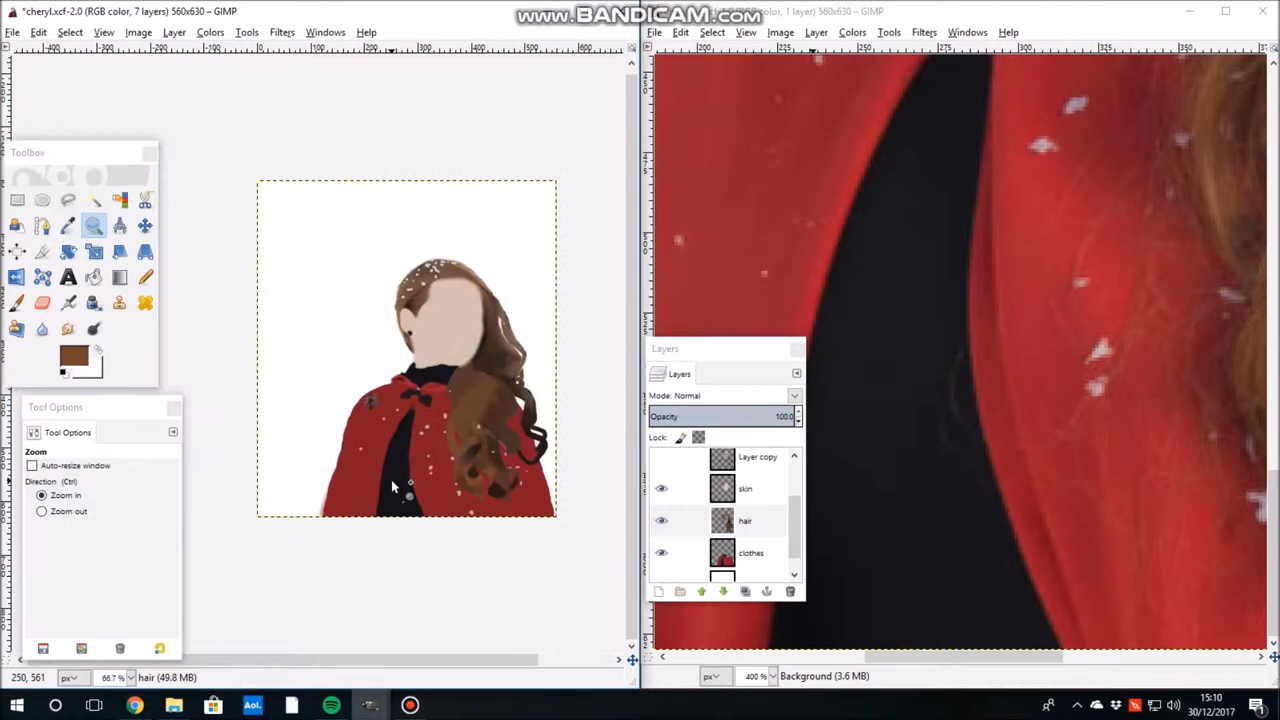 *cheryl.xcf-2.0 (RGB color, 7 layers) 560x630 – GIMP
www.BANDICAM.com
(RGB color, 1 layer) 560x630 – GIMP
File Edit Select View Image Layer Colors Tools Filters Windows Help
File Edit Select View Image Layer Colors Tools Filters Windows Help
Toolbox
Tool Options
Tool Options
Zoom
Auto-resize window
Direction (Ctrl)
Zoom in
Zoom out
Layers
Layers
Mode: Normal
Opacity 100.0
Lock:
Layer copy
skin
hair
clothes
250, 561 px 66.7 % hair (49.8 MB)
px 400 % Background (3.6 MB)
Aol.
15:10
30/12/2017